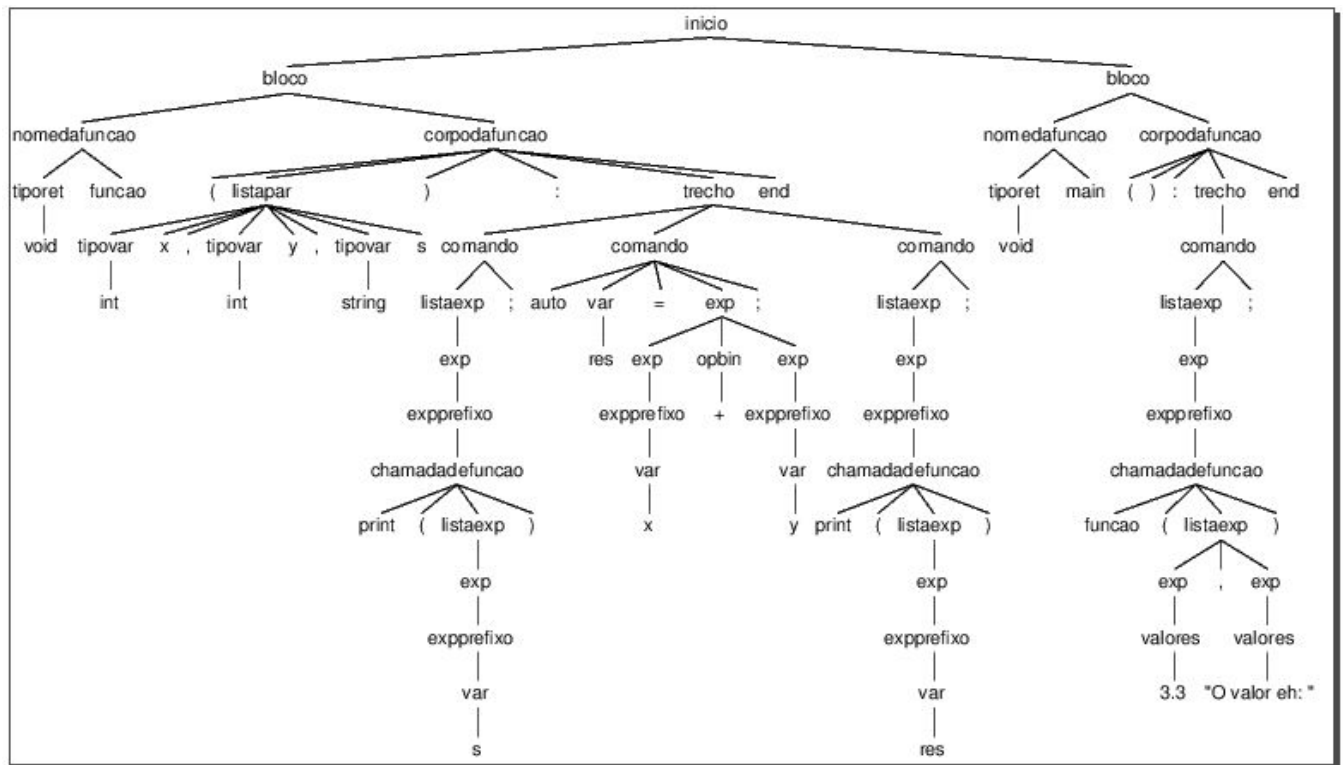 inicio
bloco bloco
nomedafuncao corpodafuncao nomedafuncao corpodafuncao
tiporet funcao ( listapar ) : trecho end tiporet main ( ) : trecho end
void tipovar x , tipovar y , tipovar s comando comando comando void comando
int int string listaexp ; auto var = exp ; listaexp ; listaexp ;
exp res exp opbin exp exp exp
expprefixo expprefixo + expprefixo expprefixo expprefixo
chamadadefuncao var var chamadadefuncao chamadadefuncao
print ( listaexp ) x y print ( listaexp ) funcao ( listaexp )
exp exp exp , exp
expprefixo expprefixo valores valores
var var 3.3 "O valor eh: "
s res